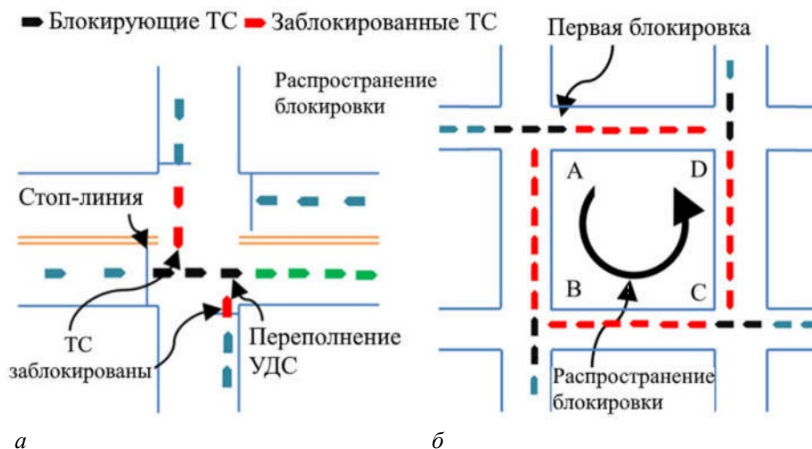 Блокирующие ТС Заблокированные ТС
Распространение
блокировки
Стоп-линия
ТС
заблокированы
Переполнение
УДС
а
Первая блокировка
A D
B C
Распространение
блокировки
б